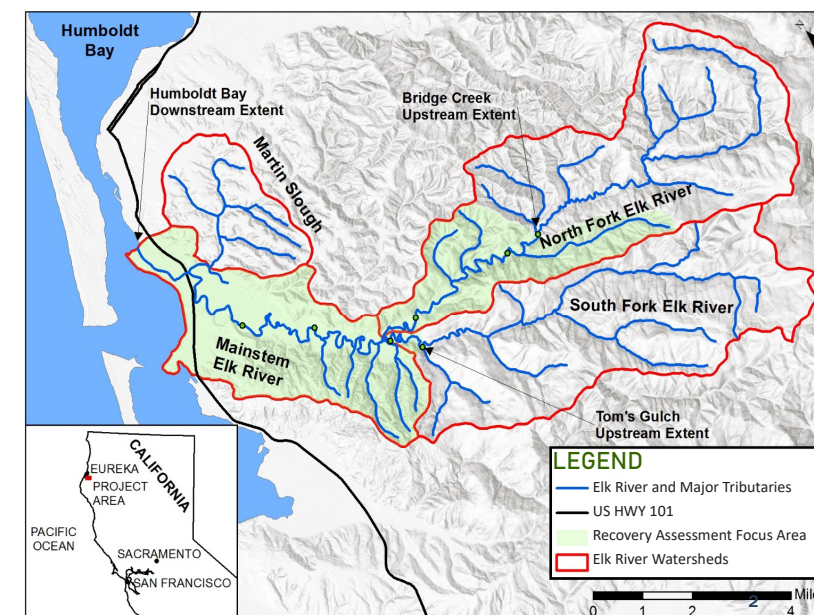 Humboldt
Bay
Humboldt Bay
Downstream Extent
Martin Slough
Bridge Creek
Upstream Extent
North Fork Elk River
South Fork Elk River
Mainstem
Elk River
Tom's Gulch
Upstream Extent
N
CALIFORNIA
EUREKA
PROJECT
AREA
PACIFIC
OCEAN
SACRAMENTO
SAN FRANCISCO
LEGEND
Elk River and Major Tributaries
US HWY 101
Recovery Assessment Focus Area
Elk River Watersheds
Mile
0 1 2 2 4